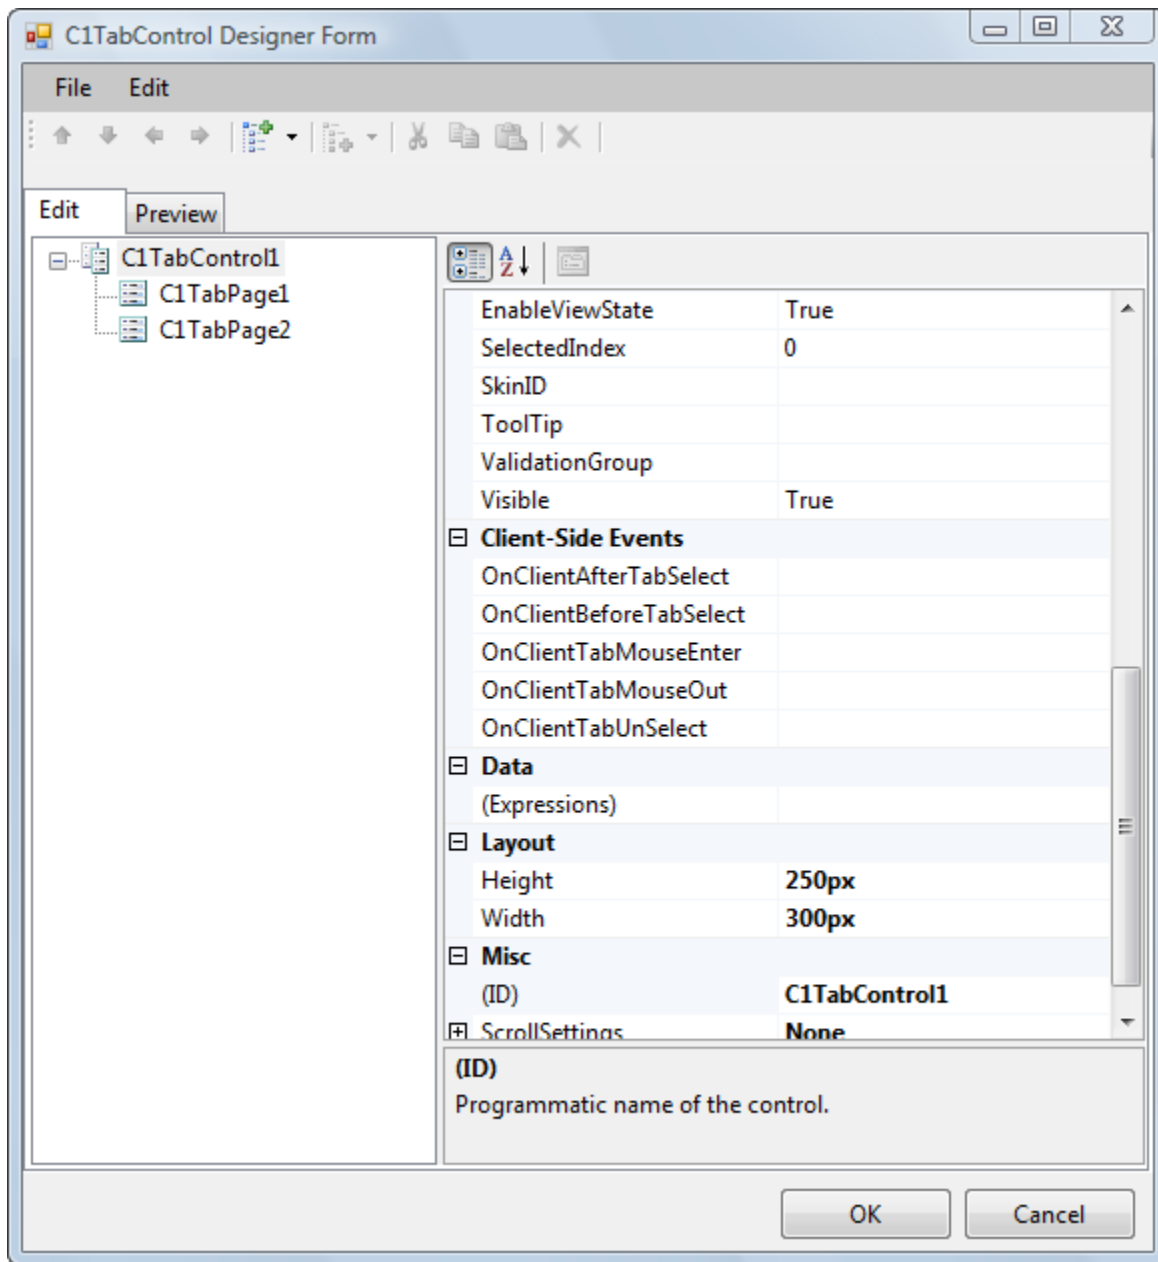 C1TabControl Designer Form
File Edit
Edit Preview
C1TabControl1
C1TabPage1
C1TabPage2
A
Z
EnableViewState True
SelectedIndex 0
SkinID
ToolTip
ValidationGroup
Visible True
Client-Side Events
OnClientAfterTabSelect
OnClientBeforeTabSelect
OnClientTabMouseEnter
OnClientTabMouseOut
OnClientTabUnSelect
Data
(Expressions)
Layout
Height 250px
Width 300px
Misc
(ID) C1TabControl1
ScrollSettings None
(ID)
Programmatic name of the control.
OK Cancel